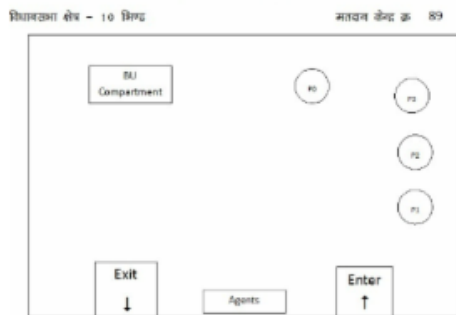 विधानसभा क्षेत्र - 10 भिण्ड
मतदान केन्द्र क्र 89
BU
Compartment
P0
P3
P2
P1
Exit
↓
Agents
Enter
↑